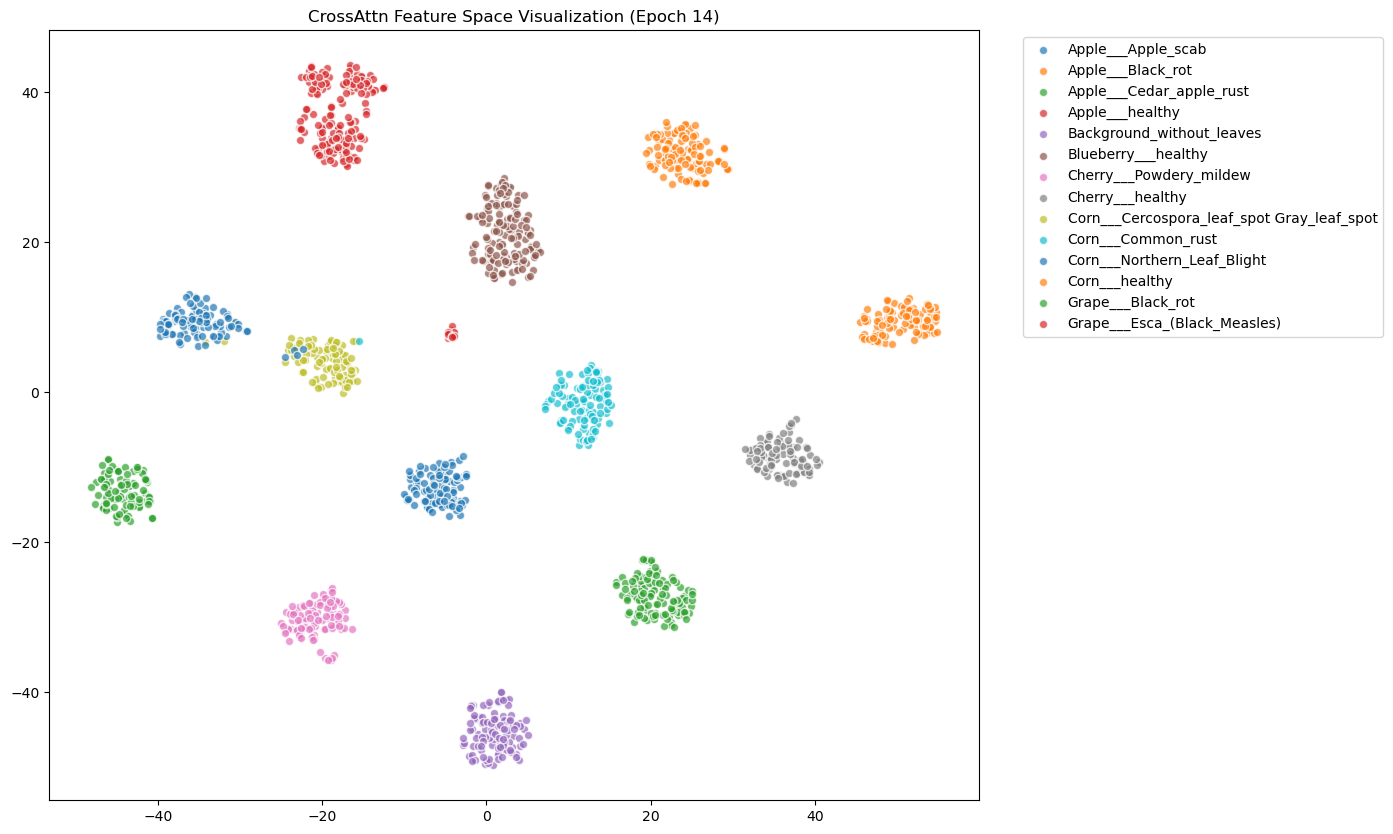 CrossAttn Feature Space Visualization (Epoch 14)
Apple___Apple_scab
Apple___Black_rot
Apple___Cedar_apple_rust
Apple___healthy
Background_without_leaves
Blueberry___healthy
Cherry___Powdery_mildew
Cherry___healthy
Corn___Cercospora_leaf_spot Gray_leaf_spot
Corn___Common_rust
Corn___Northern_Leaf_Blight
Corn___healthy
Grape___Black_rot
Grape___Esca_(Black_Measles)
40
20
0
−20
−40
−40
−20
0
20
40